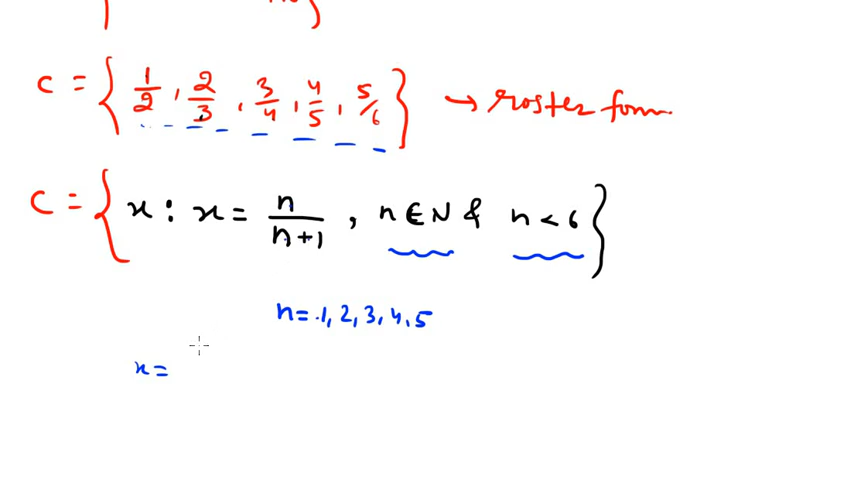 C = { 1/2 , 2/3 , 3/4 , 4/5 , 5/6 } → roster form
C = { x : x = n/n+1 , n ∈ N & n < 6 }
n = 1, 2, 3, 4, 5
x =